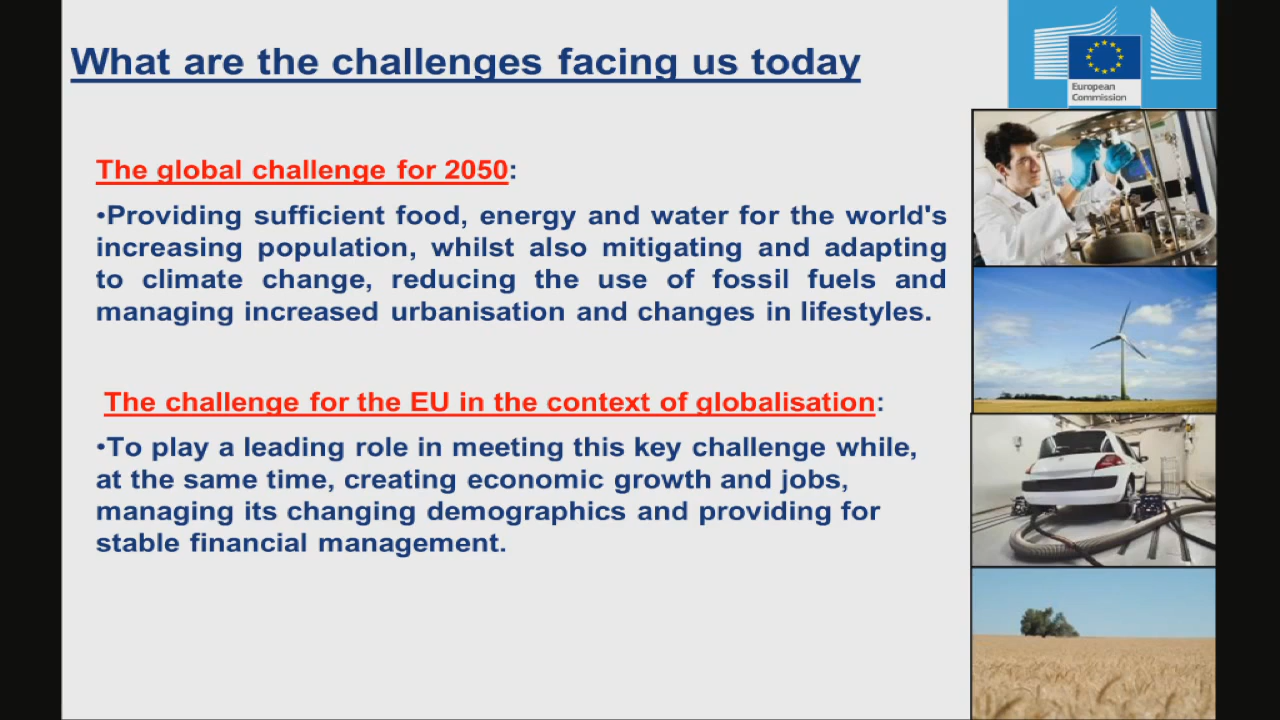 What are the challenges facing us today
European
Commission
The global challenge for 2050:
•Providing sufficient food, energy and water for the world's
increasing population, whilst also mitigating and adapting
to climate change, reducing the use of fossil fuels and
managing increased urbanisation and changes in lifestyles.
The challenge for the EU in the context of globalisation:
•To play a leading role in meeting this key challenge while,
at the same time, creating economic growth and jobs,
managing its changing demographics and providing for
stable financial management.